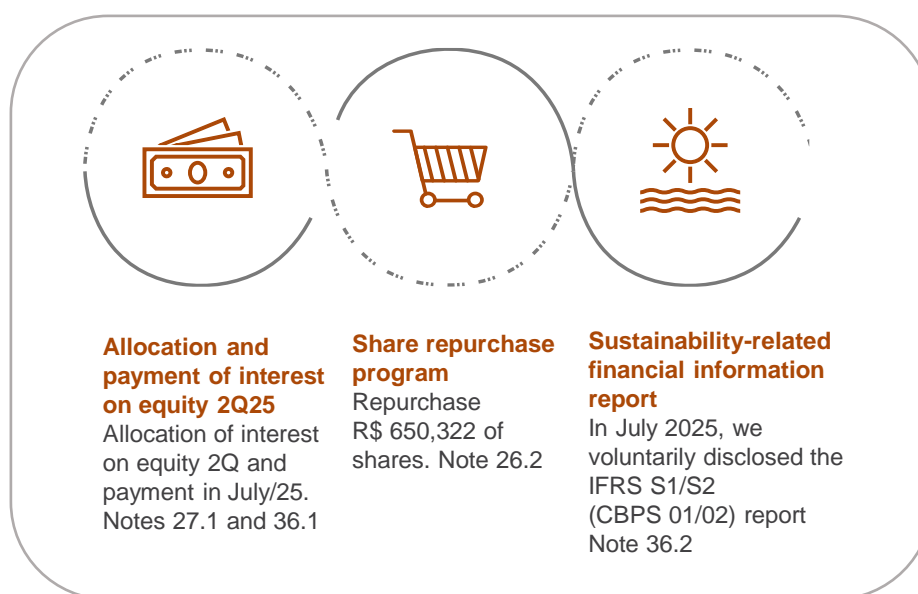 Allocation and
payment of interest
on equity 2Q25
Allocation of interest
on equity 2Q and
payment in July/25.
Notes 27.1 and 36.1
Share repurchase
program
Repurchase
R$ 650,322 of
shares. Note 26.2
Sustainability-related
financial information
report
In July 2025, we
voluntarily disclosed the
IFRS S1/S2
(CBPS 01/02) report
Note 36.2